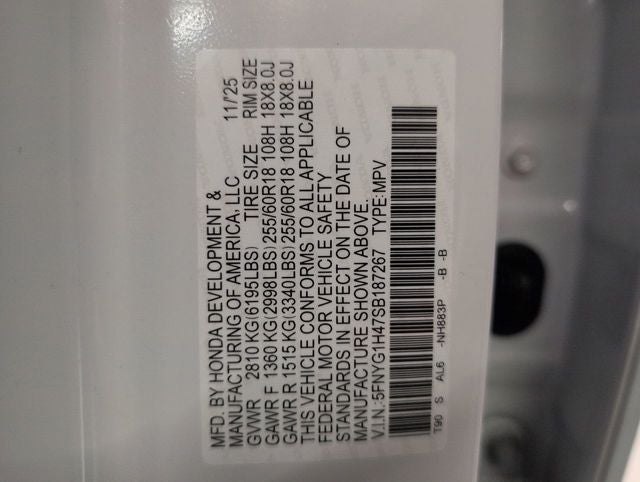 MFD. BY HONDA DEVELOPMENT &
MANUFACTURING OF AMERICA, LLC 11/25
GVWR 2810 KG(6195LBS) TIRE SIZE RIM SIZE
GAWR F 1360 KG(2998LBS) 255/60R18 108H 18X8.0J
GAWR R 1515 KG(3340LBS) 255/60R18 108H 18X8.0J
THIS VEHICLE CONFORMS TO ALL APPLICABLE
FEDERAL MOTOR VEHICLE SAFETY
STANDARDS IN EFFECT ON THE DATE OF
MANUFACTURE SHOWN ABOVE.
V.I.N.:5FNYG1H47SB187267 TYPE:MPV
T90 S AL6 -NH883P -B -B